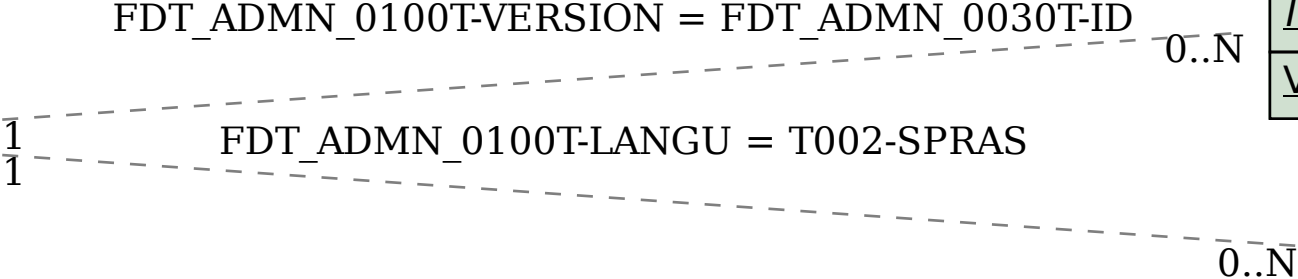 FDT_ADMN_0100T-VERSION = FDT_ADMN_0030T-ID
0..N
1
FDT_ADMN_0100T-LANGU = T002-SPRAS
1
0..N